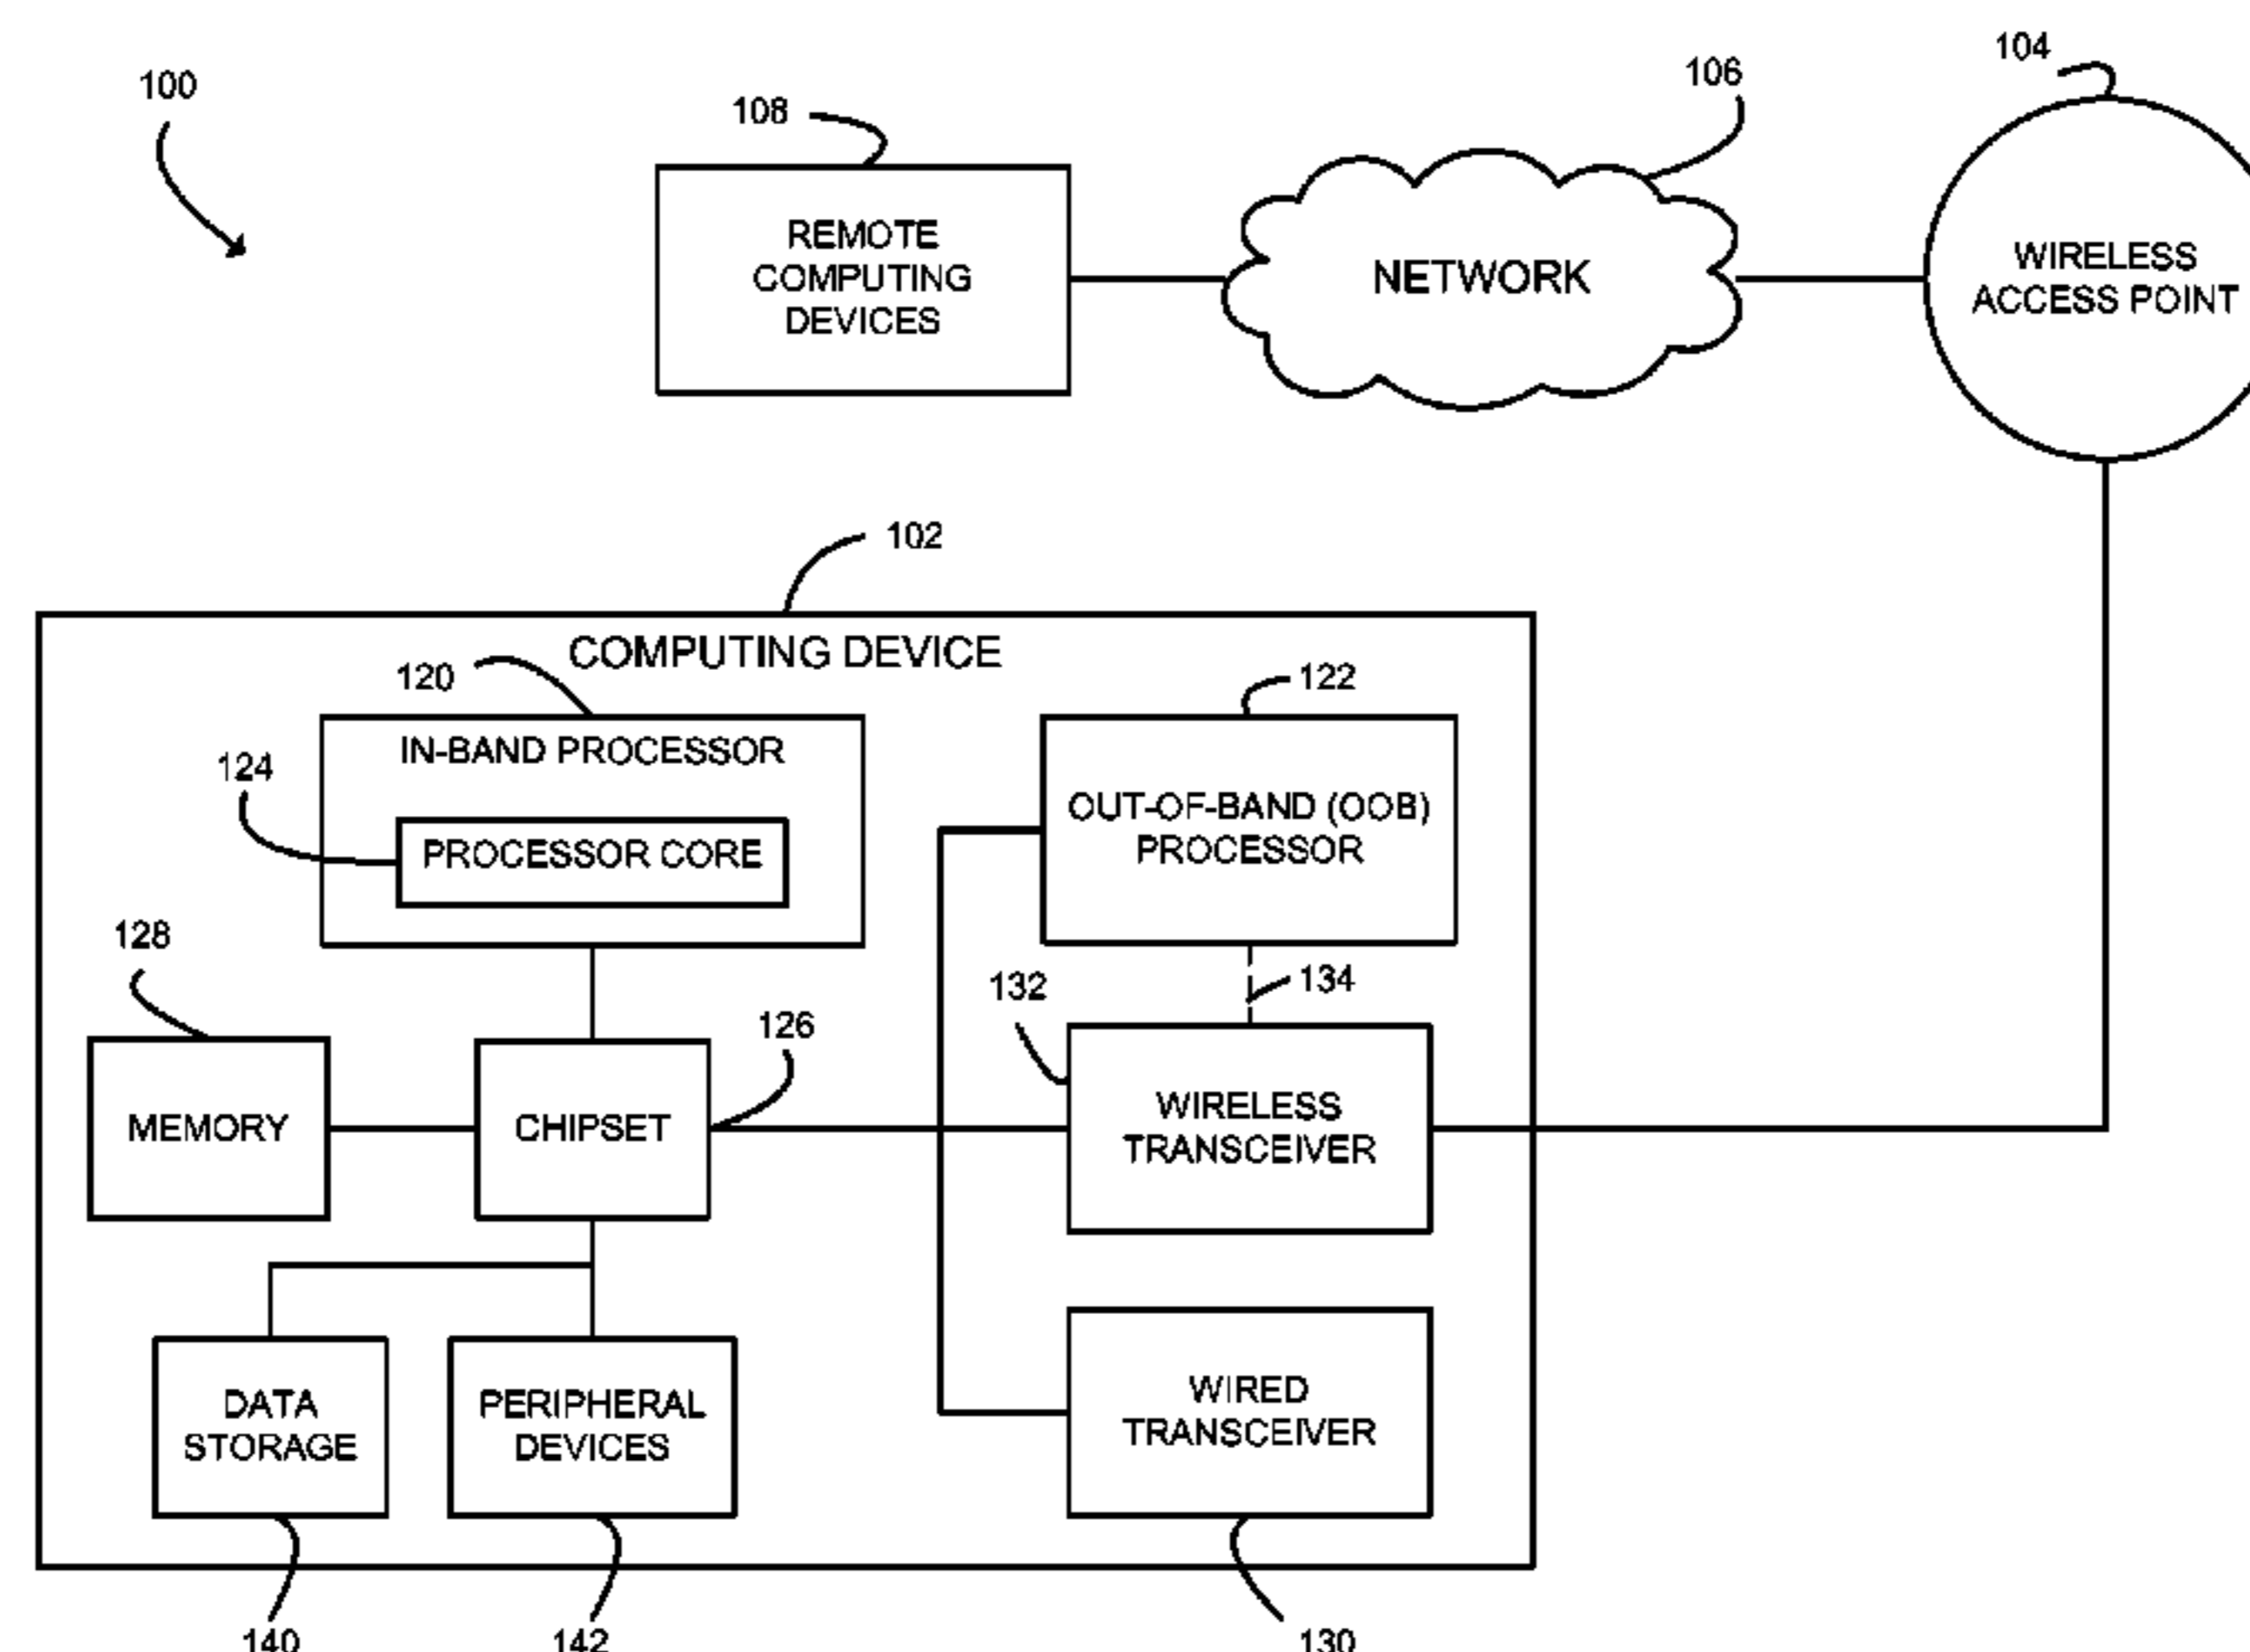 100
108
106
104
REMOTE
COMPUTING
DEVICES
NETWORK
WIRELESS
ACCESS POINT
102
COMPUTING DEVICE
120
122
IN-BAND PROCESSOR
124
PROCESSOR CORE
OUT-OF-BAND (OOB)
PROCESSOR
128
132
134
126
MEMORY
CHIPSET
WIRELESS
TRANSCEIVER
DATA
STORAGE
PERIPHERAL
DEVICES
WIRED
TRANSCEIVER
140
142
130